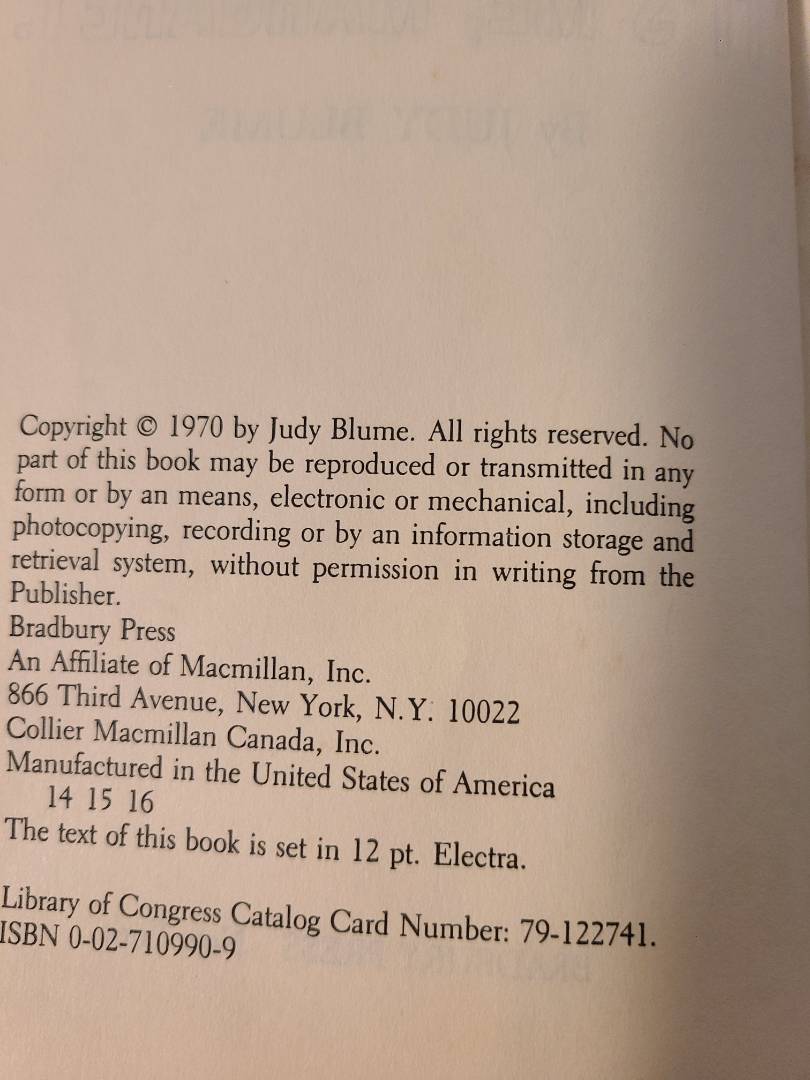 By JUDY BLUME
Copyright © 1970 by Judy Blume. All rights reserved. No
part of this book may be reproduced or transmitted in any
form or by an means, electronic or mechanical, including
photocopying, recording or by an information storage and
retrieval system, without permission in writing from the
Publisher.
Bradbury Press
An Affiliate of Macmillan, Inc.
866 Third Avenue, New York, N.Y. 10022
Collier Macmillan Canada, Inc.
Manufactured in the United States of America
14 15 16
The text of this book is set in 12 pt. Electra.
Library of Congress Catalog Card Number: 79-122741.
ISBN 0-02-710990-9